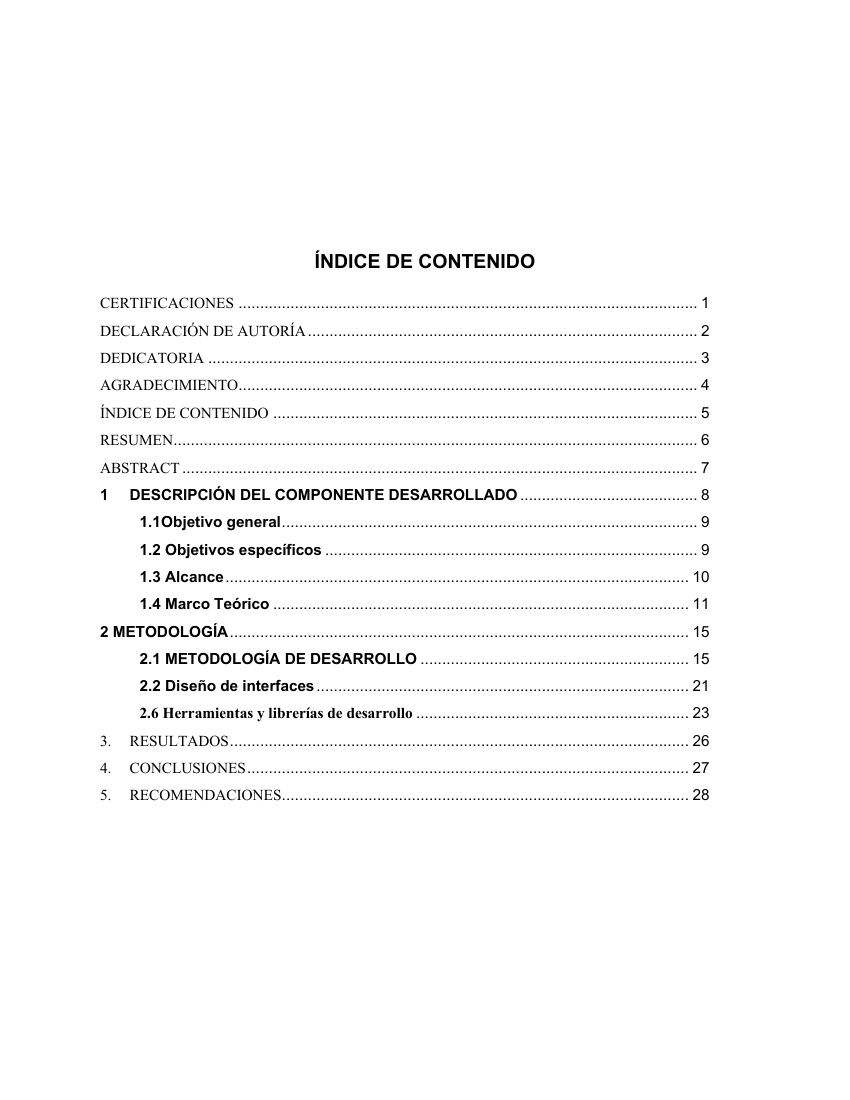 ÍNDICE DE CONTENIDO
CERTIFICACIONES ........................................................................................................... 1
DECLARACIÓN DE AUTORÍA........................................................................................... 2
DEDICATORIA .................................................................................................................. 3
AGRADECIMIENTO........................................................................................................... 4
ÍNDICE DE CONTENIDO ................................................................................................... 5
RESUMEN.......................................................................................................................... 6
ABSTRACT........................................................................................................................ 7
1 DESCRIPCIÓN DEL COMPONENTE DESARROLLADO......................................... 8
1.1Objetivo general................................................................................................. 9
1.2 Objetivos específicos ....................................................................................... 9
1.3 Alcance............................................................................................................ 10
1.4 Marco Teórico ................................................................................................. 11
2 METODOLOGÍA........................................................................................................... 15
2.1 METODOLOGÍA DE DESARROLLO ............................................................... 15
2.2 Diseño de interfaces....................................................................................... 21
2.6 Herramientas y librerías de desarrollo ................................................................ 23
3. RESULTADOS.......................................................................................................... 26
4. CONCLUSIONES...................................................................................................... 27
5. RECOMENDACIONES.............................................................................................. 28